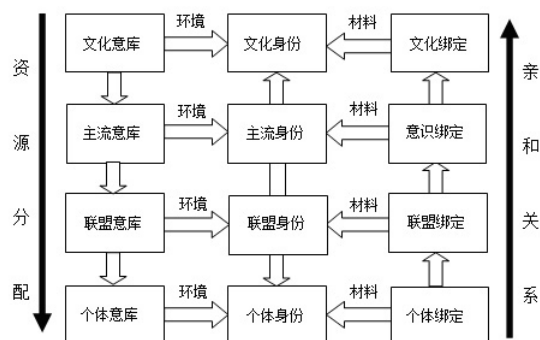 环境
材料
文化意库
文化身份
文化绑定
资
亲
环境
材料
主流意库
主流身份
意识绑定
源
和
环境
材料
联盟意库
联盟身份
联盟绑定
分
关
环境
材料
配
系
个体意库
个体身份
个体绑定